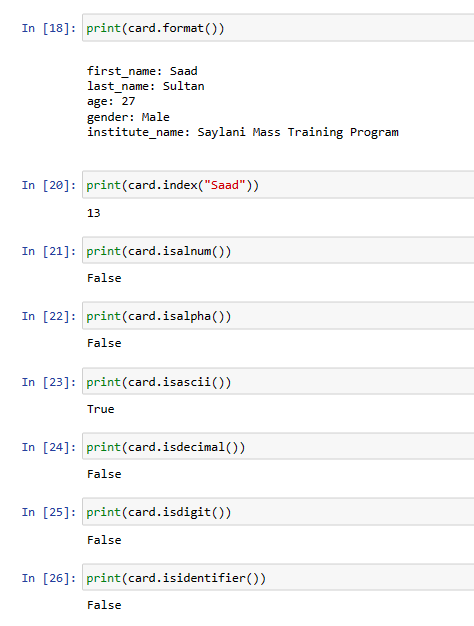 In [18]: print(card.format())
first_name: Saad
last_name: Sultan
age: 27
gender: Male
institute_name: Saylani Mass Training Program
In [20]: print(card.index("Saad"))
13
In [21]: print(card.isalnum())
False
In [22]: print(card.isalpha())
False
In [23]: print(card.isascii())
True
In [24]: print(card.isdecimal())
False
In [25]: print(card.isdigit())
False
In [26]: print(card.isidentifier())
False